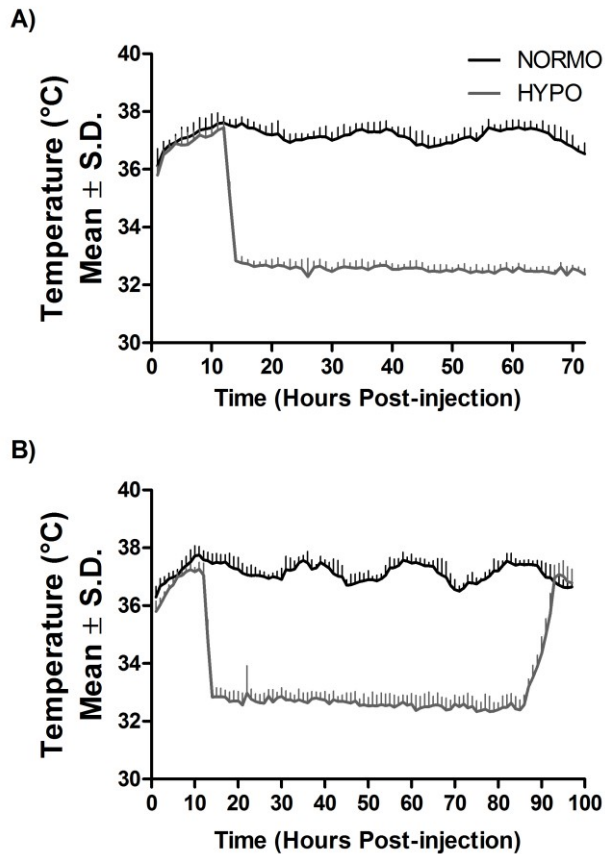 A)
NORMO
HYPO
Temperature (°C)
Mean ± S.D.
40
38
36
34
32
30
0 10 20 30 40 50 60 70
Time (Hours Post-injection)
B)
Temperature (°C)
Mean ± S.D.
40
38
36
34
32
30
0 10 20 30 40 50 60 70 80 90 100
Time (Hours Post-injection)